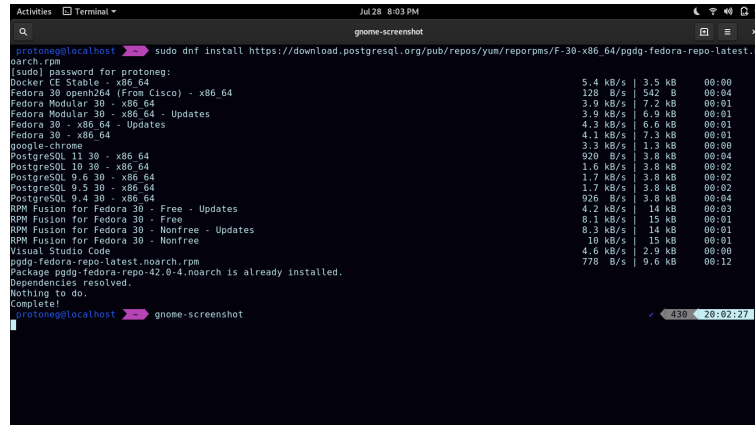 Activities Terminal Jul 28 8:03 PM
gnome-screenshot
protoneg@localhost ~ sudo dnf install https://download.postgresql.org/pub/repos/yum/reporpms/F-30-x86_64/pgdg-fedora-repo-latest.
oarch.rpm
[sudo] password for protoneg:
Docker CE Stable - x86_64 5.4 kB/s | 3.5 kB 00:00
Fedora 30 openh264 (From Cisco) - x86_64 128 B/s | 542 B 00:04
Fedora Modular 30 - x86_64 3.9 kB/s | 7.2 kB 00:01
Fedora Modular 30 - x86_64 - Updates 3.9 kB/s | 6.9 kB 00:01
Fedora 30 - x86_64 - Updates 4.3 kB/s | 6.6 kB 00:01
Fedora 30 - x86_64 4.1 kB/s | 7.3 kB 00:01
google-chrome 3.3 kB/s | 1.3 kB 00:00
PostgreSQL 11 30 - x86_64 920 B/s | 3.8 kB 00:04
PostgreSQL 10 30 - x86_64 1.6 kB/s | 3.8 kB 00:02
PostgreSQL 9.6 30 - x86_64 1.7 kB/s | 3.8 kB 00:02
PostgreSQL 9.5 30 - x86_64 1.7 kB/s | 3.8 kB 00:02
PostgreSQL 9.4 30 - x86_64 926 B/s | 3.8 kB 00:04
RPM Fusion for Fedora 30 - Free - Updates 4.2 kB/s | 14 kB 00:03
RPM Fusion for Fedora 30 - Free 8.1 kB/s | 15 kB 00:01
RPM Fusion for Fedora 30 - Nonfree - Updates 8.3 kB/s | 14 kB 00:01
RPM Fusion for Fedora 30 - Nonfree 10 kB/s | 15 kB 00:01
Visual Studio Code 4.6 kB/s | 2.9 kB 00:00
pgdg-fedora-repo-latest.noarch.rpm 778 B/s | 9.6 kB 00:12
Package pgdg-fedora-repo-42.0-4.noarch is already installed.
Dependencies resolved.
Nothing to do.
Complete!
protoneg@localhost ~ gnome-screenshot ✓ 430 20:02:27